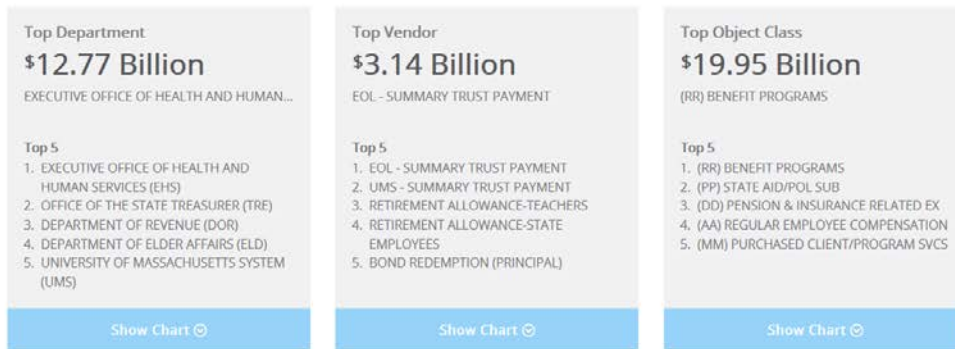 Top Department
$12.77 Billion
EXECUTIVE OFFICE OF HEALTH AND HUMAN...
Top 5
1. EXECUTIVE OFFICE OF HEALTH AND
HUMAN SERVICES (EHS)
2. OFFICE OF THE STATE TREASURER (TRE)
3. DEPARTMENT OF REVENUE (DOR)
4. DEPARTMENT OF ELDER AFFAIRS (ELD)
5. UNIVERSITY OF MASSACHUSETTS SYSTEM
(UMS)
Show Chart
Top Vendor
$3.14 Billion
EOL - SUMMARY TRUST PAYMENT
Top 5
1. EOL - SUMMARY TRUST PAYMENT
2. UMS - SUMMARY TRUST PAYMENT
3. RETIREMENT ALLOWANCE-TEACHERS
4. RETIREMENT ALLOWANCE-STATE
EMPLOYEES
5. BOND REDEMPTION (PRINCIPAL)
Show Chart
Top Object Class
$19.95 Billion
(RR) BENEFIT PROGRAMS
Top 5
1. (RR) BENEFIT PROGRAMS
2. (PP) STATE AID/POL SUB
3. (DD) PENSION & INSURANCE RELATED EX
4. (AA) REGULAR EMPLOYEE COMPENSATION
5. (MM) PURCHASED CLIENT/PROGRAM SVCS
Show Chart